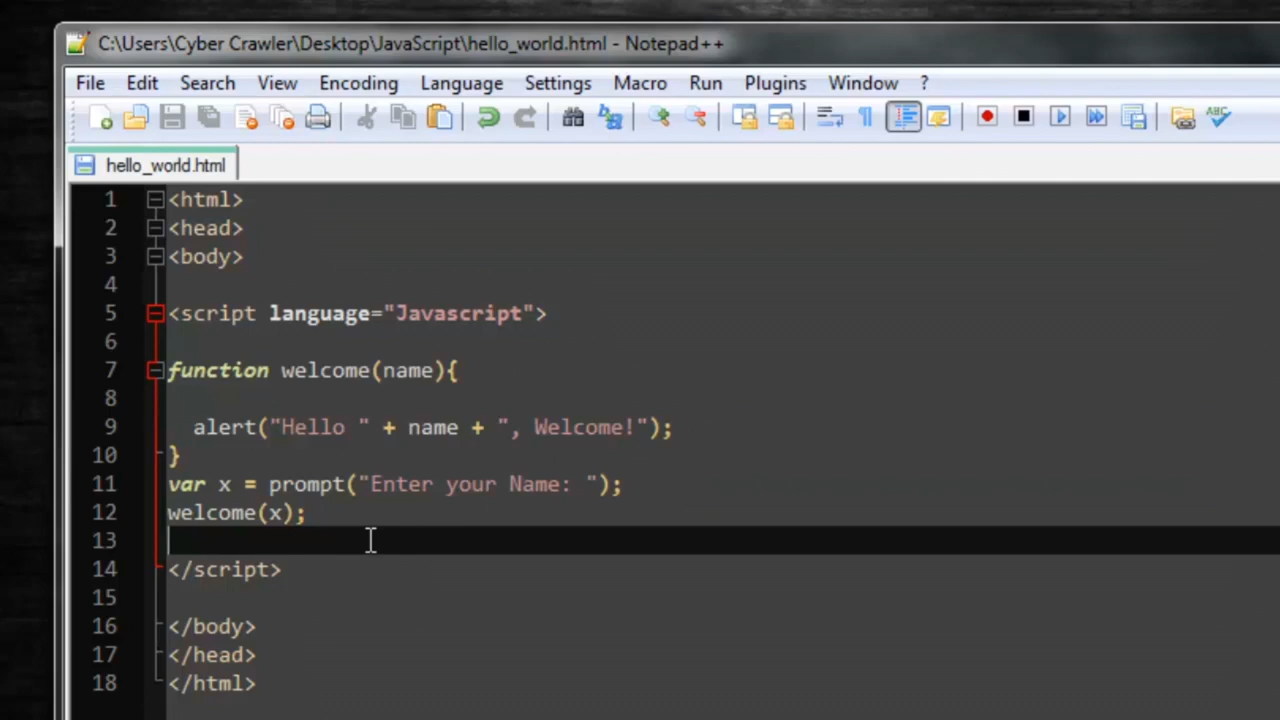 C:\Users\Cyber Crawler\Desktop\JavaScript\hello_world.html - Notepad++
File Edit Search View Encoding Language Settings Macro Run Plugins Window ?
hello_world.html
1 <html>
2 <head>
3 <body>
4
5 <script language="Javascript">
6
7 function welcome(name){
8
9 alert("Hello " + name + ", Welcome!");
10 }
11 var x = prompt("Enter your Name: ");
12 welcome(x);
13
14 </script>
15
16 </body>
17 </head>
18 </html>